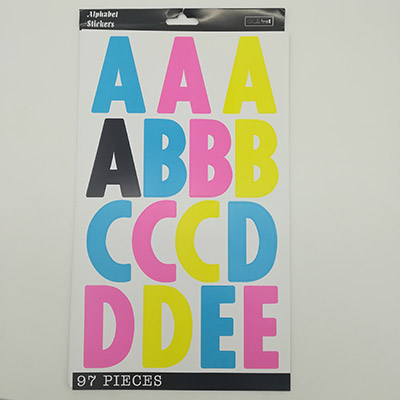 Alphabet
Stickers
A A A
A B B B
C C C D
D D E E
97 PIECES